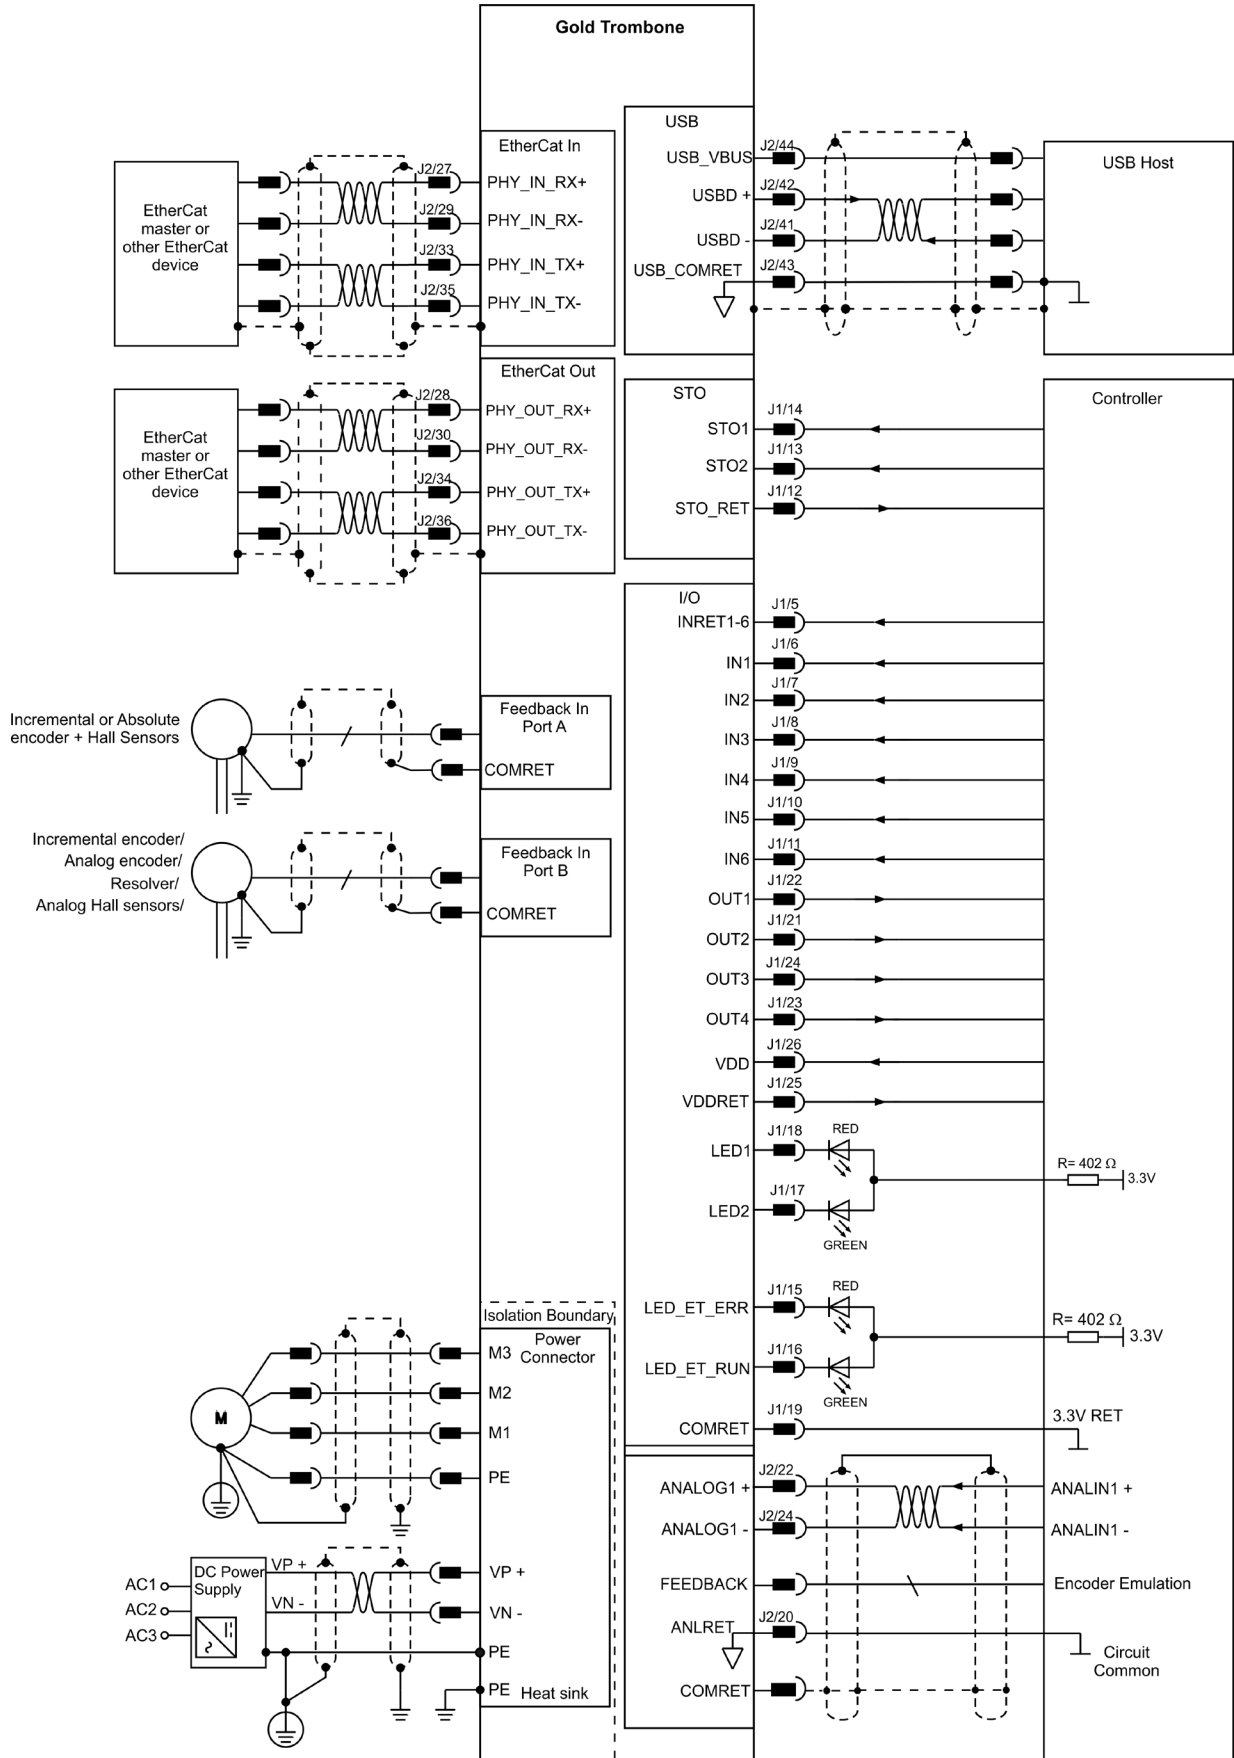 Gold Trombone
EtherCat In
EtherCat
master or
other EtherCat
device
J2/27
PHY_IN_RX+
J2/29
PHY_IN_RX-
J2/33
PHY_IN_TX+
J2/35
PHY_IN_TX-
EtherCat Out
EtherCat
master or
other EtherCat
device
J2/28
PHY_OUT_RX+
J2/30
PHY_OUT_RX-
J2/34
PHY_OUT_TX+
J2/36
PHY_OUT_TX-
Incremental or Absolute
encoder + Hall Sensors
Feedback In
Port A
COMRET
Incremental encoder/
Analog encoder/
Resolver/
Analog Hall sensors/
Feedback In
Port B
COMRET
Isolation Boundary
Power
Connector
M
M3
M2
M1
PE
AC1
AC2
AC3
DC Power
Supply
VP +
VN -
VP +
VN -
PE
PE
Heat sink
USB
USB_VBUS
J2/44
USBD +
J2/42
USBD -
J2/41
USB_COMRET
J2/43
USB Host
STO
STO1
J1/14
STO2
J1/13
STO_RET
J1/12
Controller
I/O
INRET1-6
J1/5
IN1
J1/6
IN2
J1/7
IN3
J1/8
IN4
J1/9
IN5
J1/10
IN6
J1/11
OUT1
J1/22
OUT2
J1/21
OUT3
J1/24
OUT4
J1/23
VDD
J1/26
VDDRET
J1/25
LED1
J1/18
RED
R= 402 Ω
3.3V
LED2
J1/17
GREEN
LED_ET_ERR
J1/15
RED
R= 402 Ω
3.3V
LED_ET_RUN
J1/16
GREEN
COMRET
J1/19
3.3V RET
ANALOG1 +
J2/22
ANALIN1 +
ANALOG1 -
J2/24
ANALIN1 -
FEEDBACK
Encoder Emulation
ANLRET
J2/20
Circuit
Common
COMRET